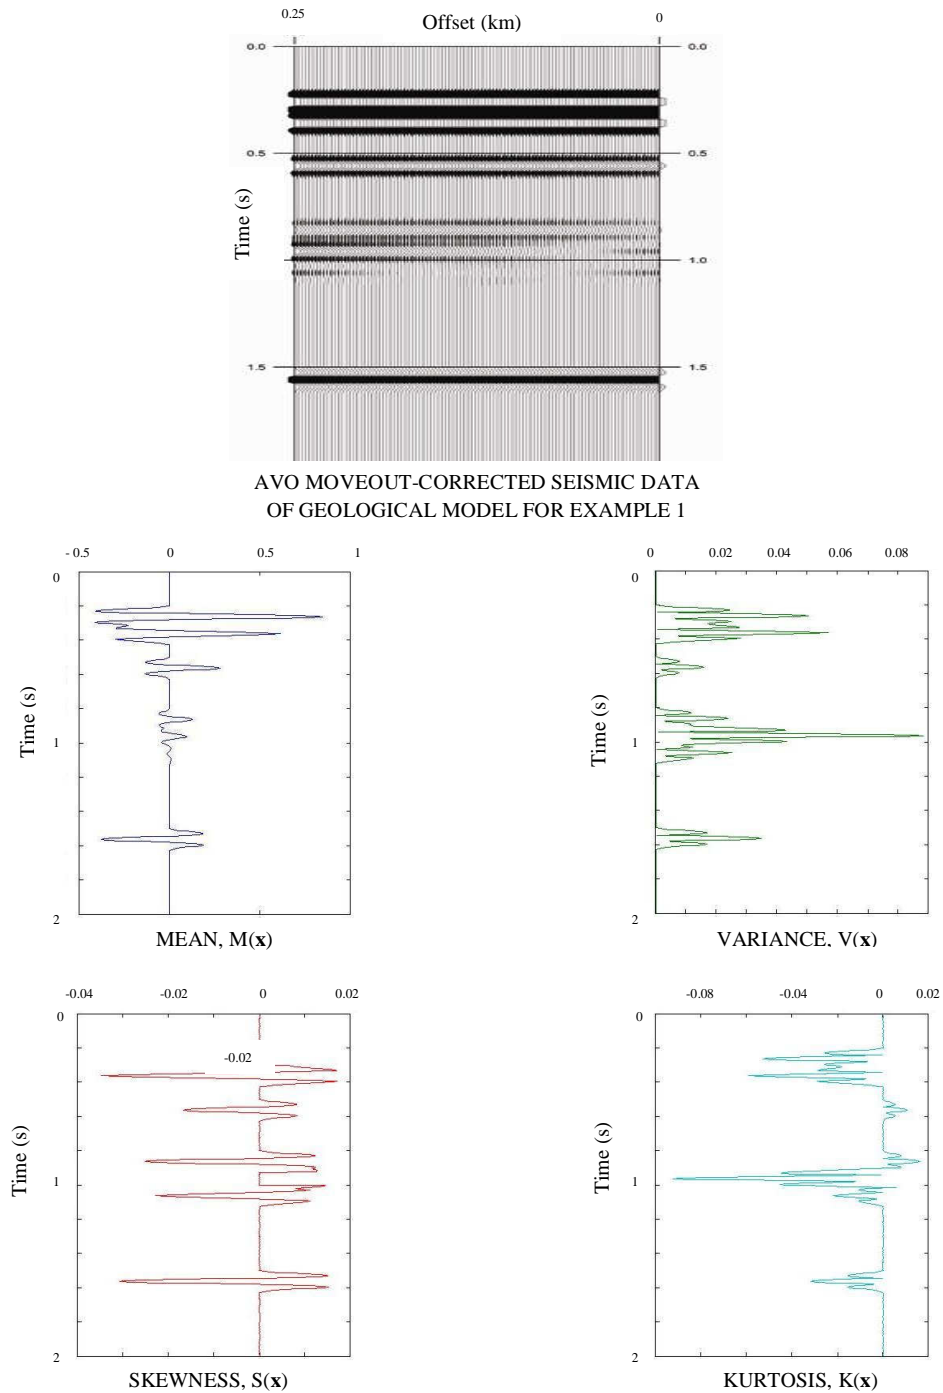 0.25 Offset (km) 0
0.0 0.0
0.5 0.5
Time (s)
1.0 1.0
1.5 1.5
AVO MOVEOUT-CORRECTED SEISMIC DATA
OF GEOLOGICAL MODEL FOR EXAMPLE 1
- 0.5 0 0.5 1
0
Time (s)
1
2
MEAN, M(x)
0 0.02 0.04 0.06 0.08
0
Time (s)
1
2
VARIANCE, V(x)
-0.04 -0.02 0 0.02
0
-0.02
Time (s)
1
2
SKEWNESS, S(x)
-0.08 -0.04 0 0.02
0
Time (s)
1
2
KURTOSIS, K(x)